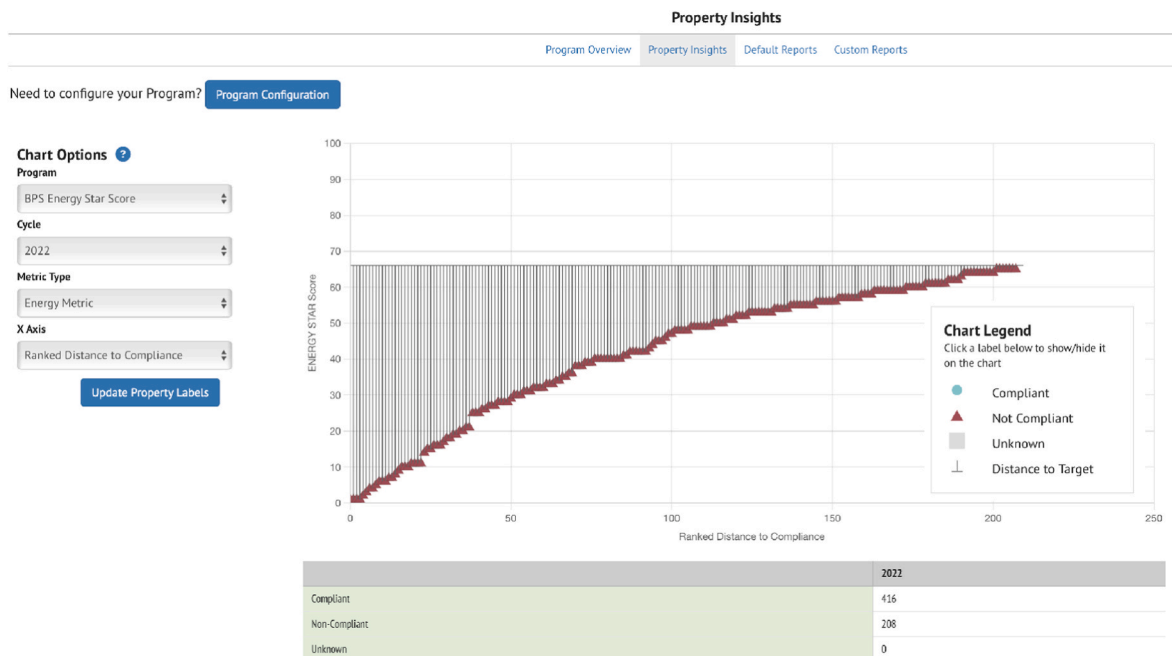 Property Insights
Program Overview Property Insights Default Reports Custom Reports
Need to configure your Program? Program Configuration
Chart Options ?
Program
BPS Energy Star Score
Cycle
2022
Metric Type
Energy Metric
X Axis
Ranked Distance to Compliance
Update Property Labels
ENERGY STAR Score
100
90
80
70
60
50
40
30
20
10
0
0 50 100 150 200 250
Ranked Distance to Compliance
Chart Legend
Click a label below to show/hide it
on the chart
Compliant
Not Compliant
Unknown
Distance to Target
2022
Compliant 416
Non-Compliant 208
Unknown 0